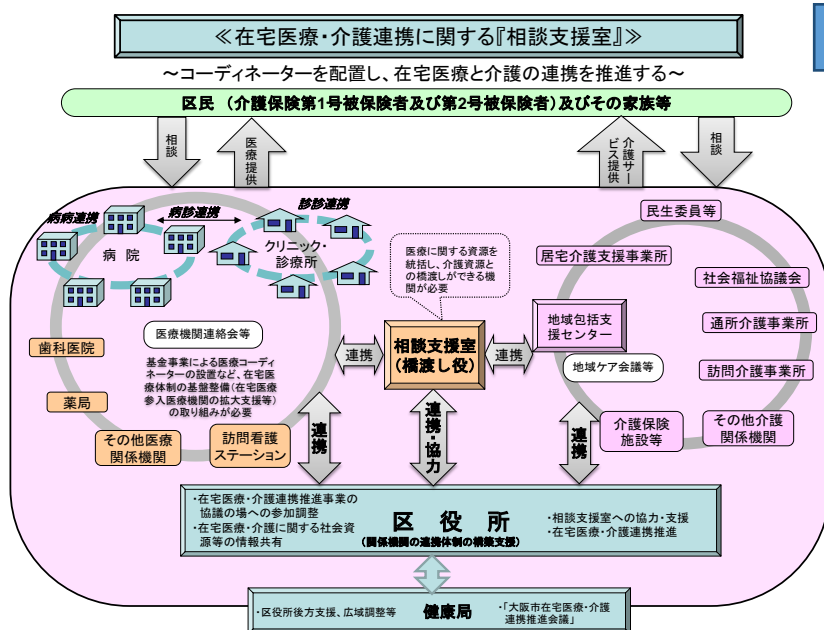 ≪在宅医療・介護連携に関する『相談支援室』≫
～コーディネーターを配置し、在宅医療と介護の連携を推進する～
区民 (介護保険第1号被保険者及び第2号被保険者)及びその家族等
相談
医療提供
介護サー
ビス提供
相談
病病連携
病診連携
診診連携
病 院
クリニック・
診療所
医療に関する資源を
統括し、介護資源と
の橋渡しができる機
関が必要
民生委員等
居宅介護支援事業所
社会福祉協議会
地域包括支
援センター
通所介護事業所
医療機関連絡会等
歯科医院
連携
相談支援室
(橋渡し役)
連携
地域ケア会議等
訪問介護事業所
基金事業による医療コーディ
ネーターの設置など、在宅医
療体制の基盤整備(在宅医療
参入医療機関の拡大支援等)
の取り組みが必要
薬局
その他医療
関係機関
訪問看護
ステーション
連携
連携・協力
連携
介護保険
施設等
その他介護
関係機関
・在宅医療・介護連携推進事業の
協議の場への参加調整
・在宅医療・介護に関する社会資
源等の情報共有
区 役 所
(関係機関の連携体制の構築支援)
・相談支援室への協力・支援
・在宅医療・介護連携推進
・区役所後方支援、広域調整等
健康局
・「大阪市在宅医療・介護
連携推進会議」